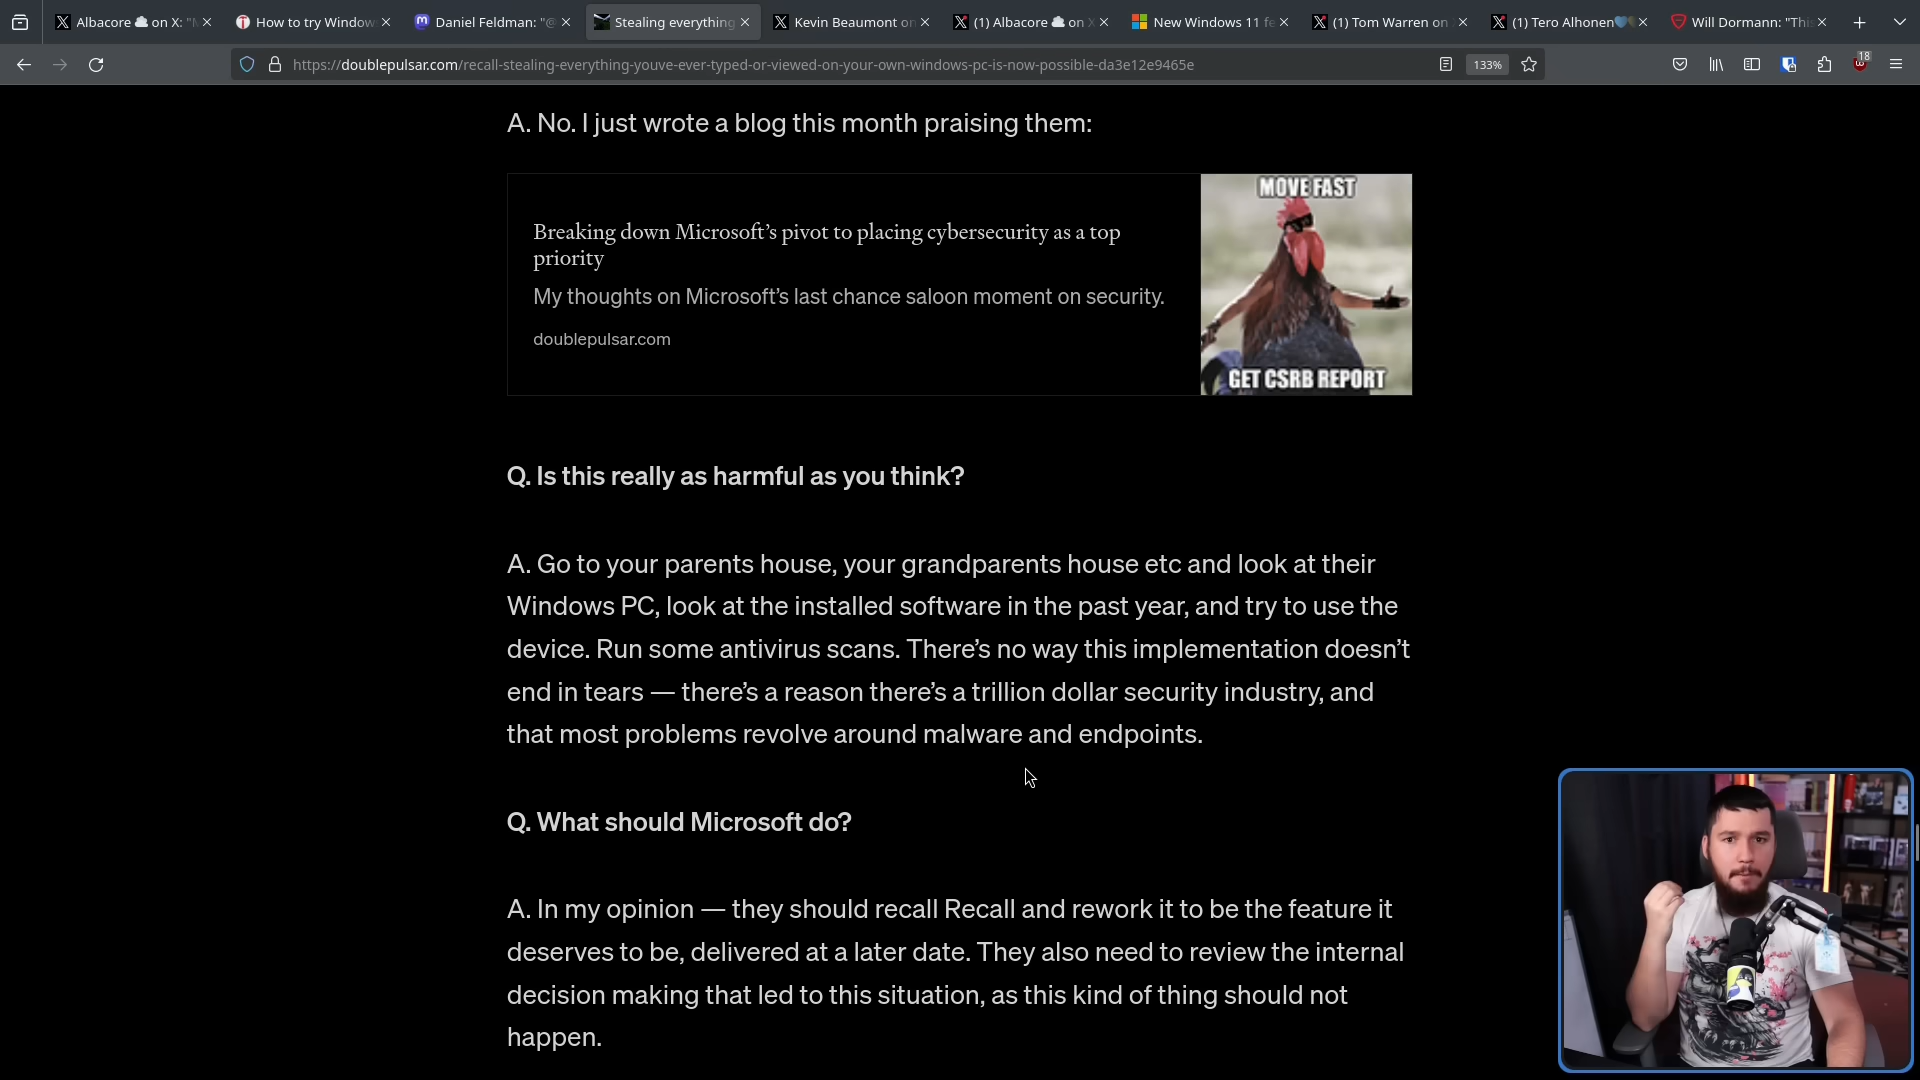 Albacore ☁️ on X: "N
How to try Window
Daniel Feldman: "@
Stealing everything
Kevin Beaumont on
(1) Albacore ☁️ on X
New Windows 11 fe
(1) Tom Warren on
(1) Tero Alhonen
Will Dormann: "This
https://doublepulsar.com/recall-stealing-everything-youve-ever-typed-or-viewed-on-your-own-windows-pc-is-now-possible-da3e12e9465e
133%
18
A. No. I just wrote a blog this month praising them:
Breaking down Microsoft's pivot to placing cybersecurity as a top
priority
My thoughts on Microsoft's last chance saloon moment on security.
doublepulsar.com
MOVE FAST
GET CSRB REPORT
Q. Is this really as harmful as you think?
A. Go to your parents house, your grandparents house etc and look at their
Windows PC, look at the installed software in the past year, and try to use the
device. Run some antivirus scans. There's no way this implementation doesn't
end in tears — there's a reason there's a trillion dollar security industry, and
that most problems revolve around malware and endpoints.
Q. What should Microsoft do?
A. In my opinion — they should recall Recall and rework it to be the feature it
deserves to be, delivered at a later date. They also need to review the internal
decision making that led to this situation, as this kind of thing should not
happen.